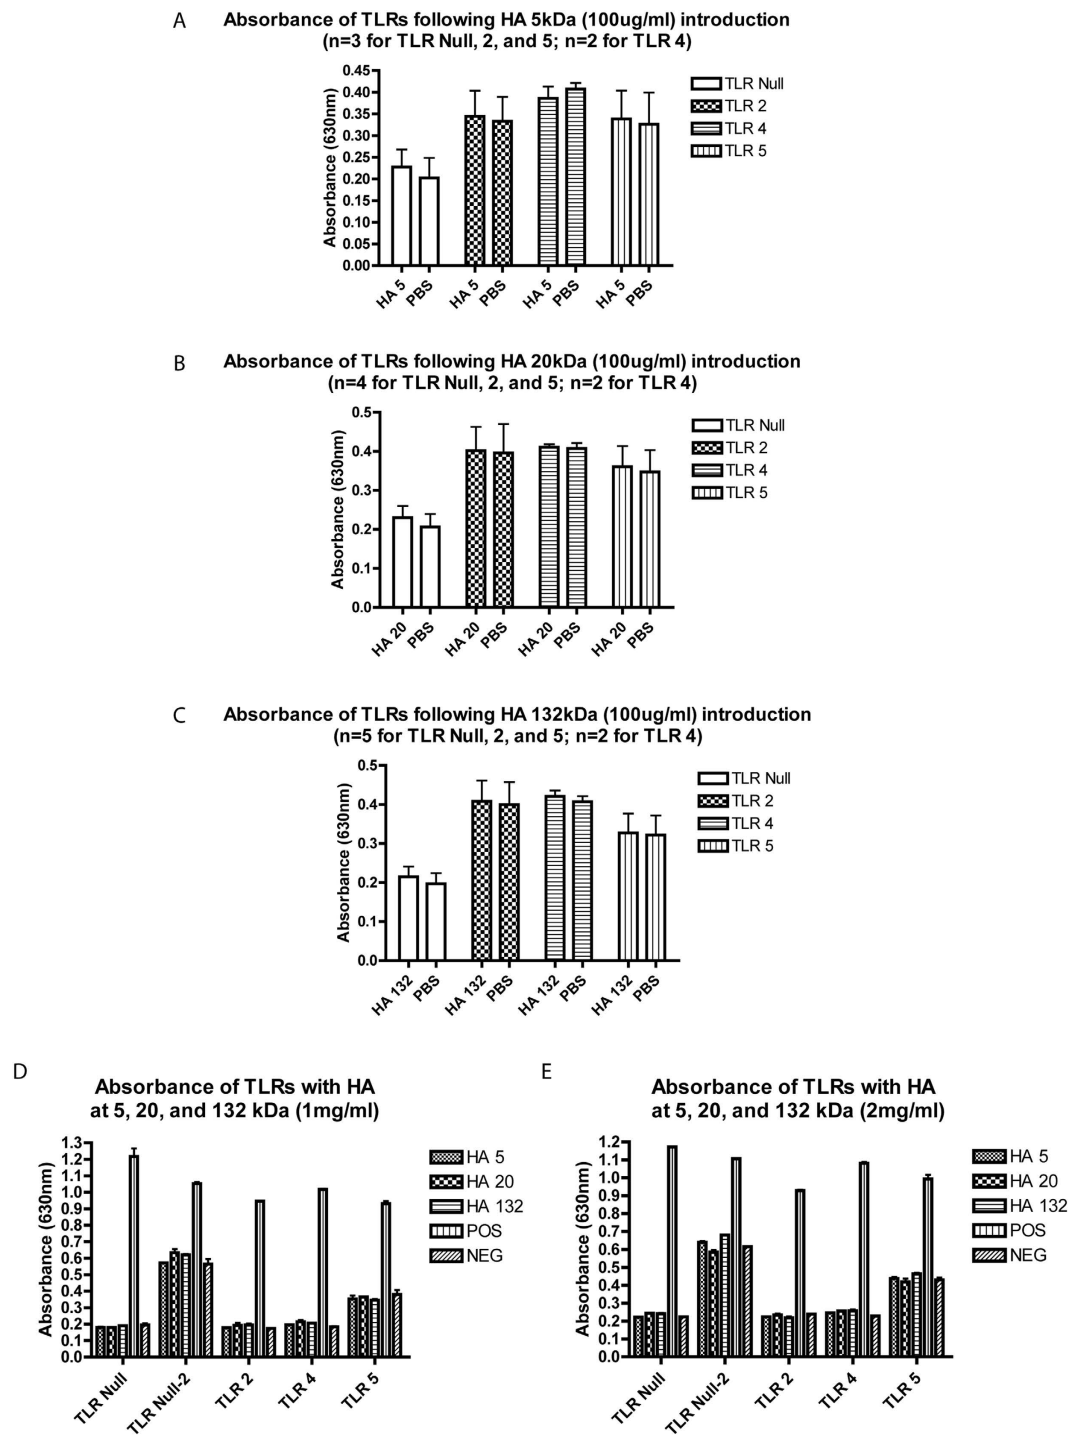 A
Absorbance of TLRs following HA 5kDa (100ug/ml) introduction
(n=3 for TLR Null, 2, and 5; n=2 for TLR 4)
Absorbance (630nm)
0.45
0.40
0.35
0.30
0.25
0.20
0.15
0.10
0.05
0.00
HA 5
PBS
HA 5
PBS
HA 5
PBS
HA 5
PBS
TLR Null
TLR 2
TLR 4
TLR 5
B
Absorbance of TLRs following HA 20kDa (100ug/ml) introduction
(n=4 for TLR Null, 2, and 5; n=2 for TLR 4)
Absorbance (630nm)
0.5
0.4
0.3
0.2
0.1
0.0
HA 20
PBS
HA 20
PBS
HA 20
PBS
HA 20
PBS
TLR Null
TLR 2
TLR 4
TLR 5
C
Absorbance of TLRs following HA 132kDa (100ug/ml) introduction
(n=5 for TLR Null, 2, and 5; n=2 for TLR 4)
Absorbance (630nm)
0.5
0.4
0.3
0.2
0.1
0.0
HA 132
PBS
HA 132
PBS
HA 132
PBS
HA 132
PBS
TLR Null
TLR 2
TLR 4
TLR 5
D
Absorbance of TLRs with HA
at 5, 20, and 132 kDa (1mg/ml)
Absorbance (630nm)
1.3
1.2
1.1
1.0
0.9
0.8
0.7
0.6
0.5
0.4
0.3
0.2
0.1
0.0
TLR Null
TLR Null-2
TLR 2
TLR 4
TLR 5
HA 5
HA 20
HA 132
POS
NEG
E
Absorbance of TLRs with HA
at 5, 20, and 132 kDa (2mg/ml)
Absorbance (630nm)
1.2
1.1
1.0
0.9
0.8
0.7
0.6
0.5
0.4
0.3
0.2
0.1
0.0
TLR Null
TLR Null-2
TLR 2
TLR 4
TLR 5
HA 5
HA 20
HA 132
POS
NEG